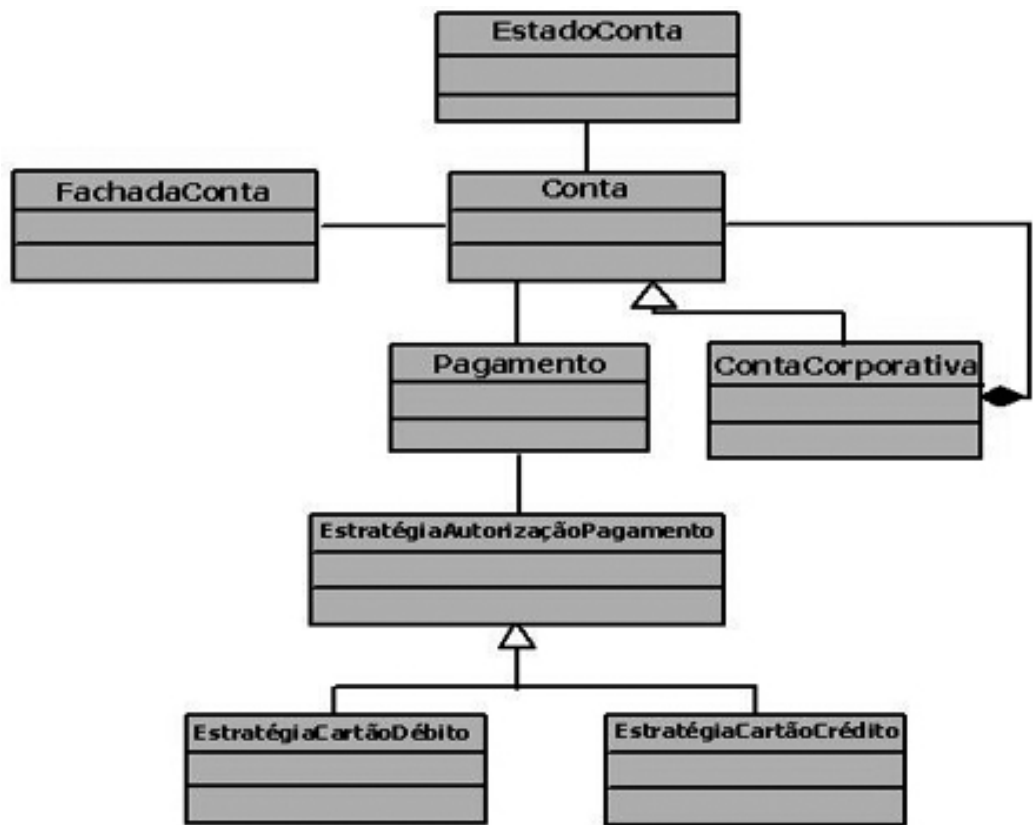 EstadoConta
FachadaConta
Conta
Pagamento
ContaCorporativa
EstratégiaAutorizaçãoPagamento
EstratégiaCartãoDébito
EstratégiaCartãoCrédito